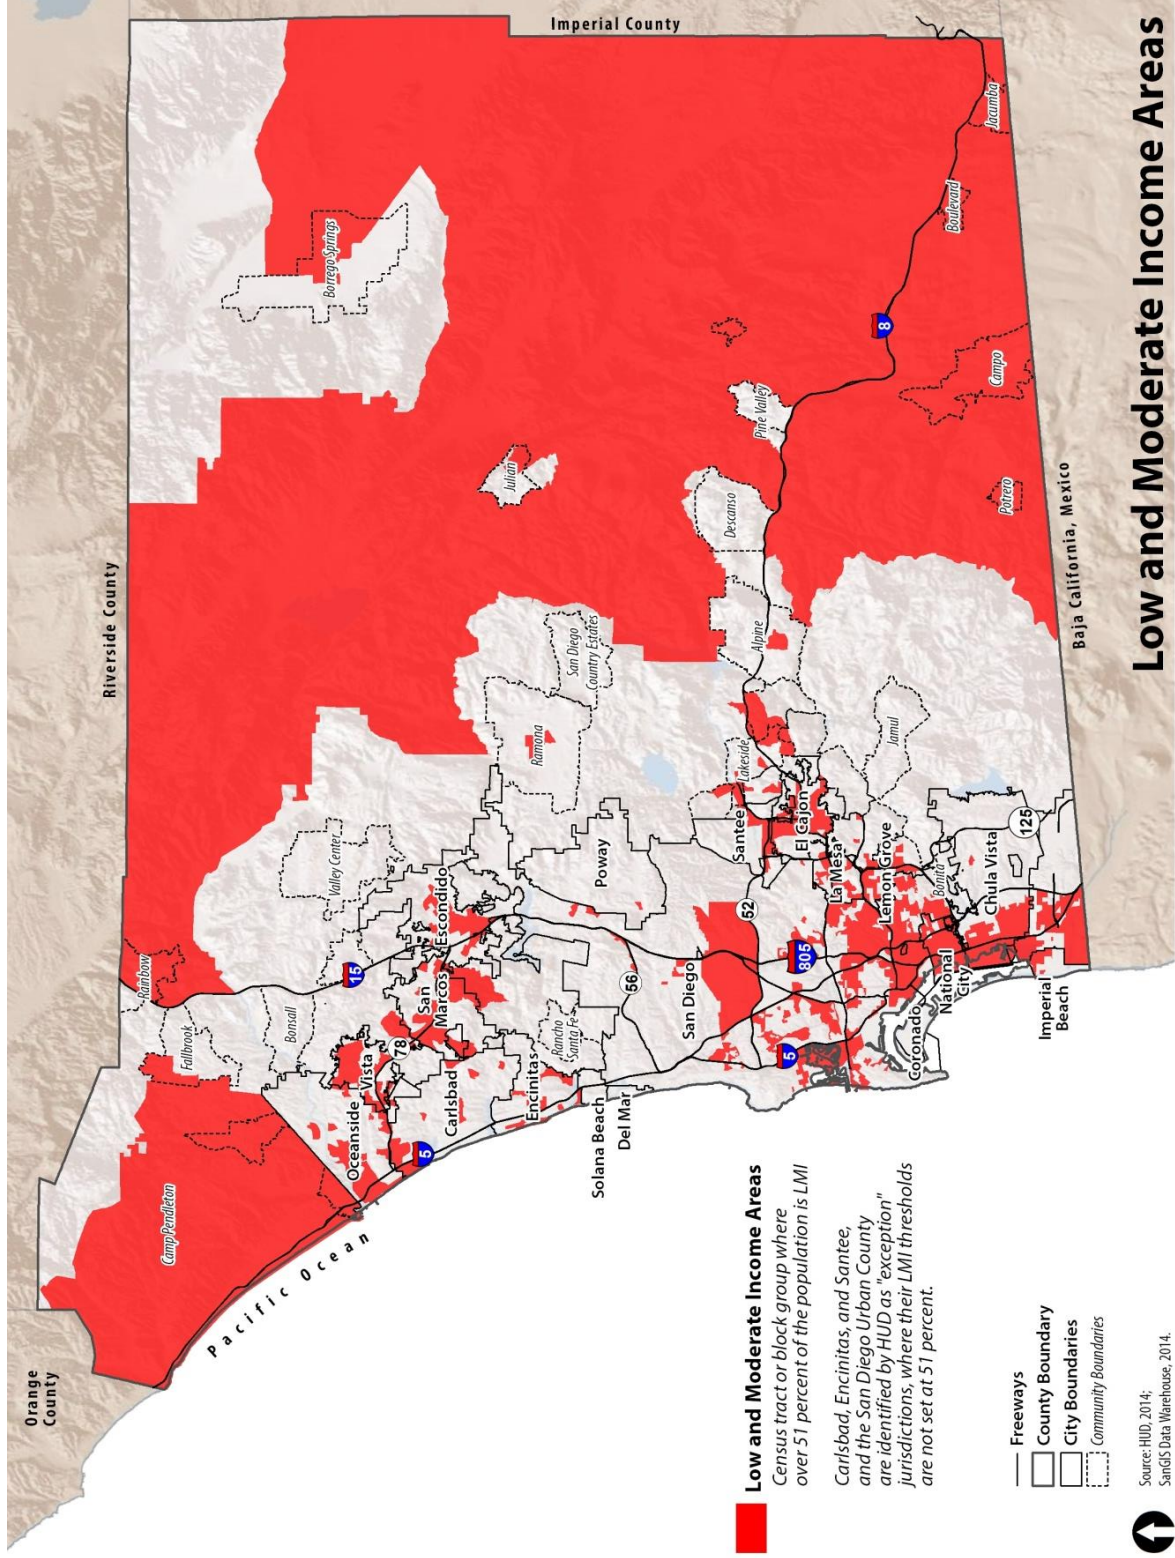 Low and Moderate Income Areas
Orange
County
Riverside County
Imperial County
Baja California, Mexico
Pacific Ocean
Camp Pendleton
Fallbrook
Rainbow
Bonsall
Valley Center
Borrego Springs
Oceanside
Vista
San
Marcos
Escondido
Carlsbad
Encinitas
Rancho
Santa Fe
Solana Beach
Del Mar
Poway
Ramona
San Diego
Country Estates
Julian
San Diego
Santee
Lakeside
El Cajon
La Mesa
Lemon Grove
Alpine
Descanso
Pine Valley
Jamul
Bonita
Chula Vista
Coronado
National
City
Imperial
Beach
Potrero
Campo
Boulevard
Jacumba
15
78
5
56
52
805
5
125
8
Low and Moderate Income Areas
Census tract or block group where
over 51 percent of the population is LMI
Carlsbad, Encinitas, and Santee,
and the San Diego Urban County
are identified by HUD as "exception"
jurisdictions, where their LMI thresholds
are not set at 51 percent.
Freeways
County Boundary
City Boundaries
Community Boundaries
Source: HUD, 2014;
SanGIS Data Warehouse, 2014.